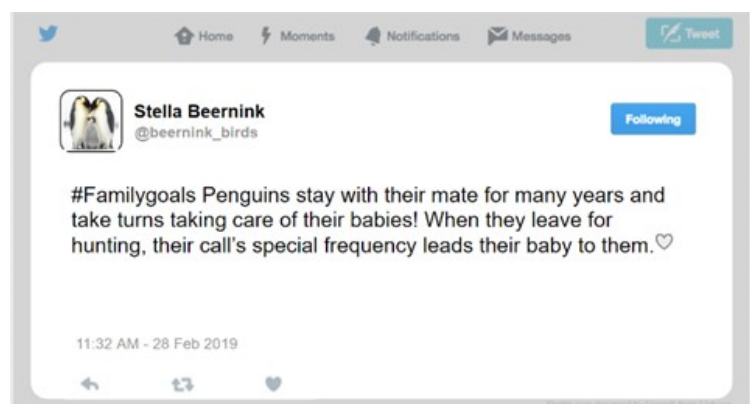 Home Moments Notifications Messages Tweet
Stella Beernink
@beernink_birds
Following
#Familygoals Penguins stay with their mate for many years and
take turns taking care of their babies! When they leave for
hunting, their call's special frequency leads their baby to them.♡
11:32 AM - 28 Feb 2019